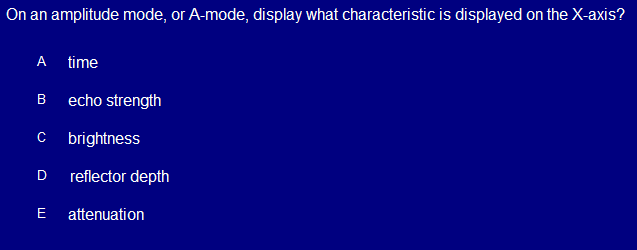 On an amplitude mode, or A-mode, display what characteristic is displayed on the X-axis?
A time
B echo strength
C brightness
D reflector depth
E attenuation